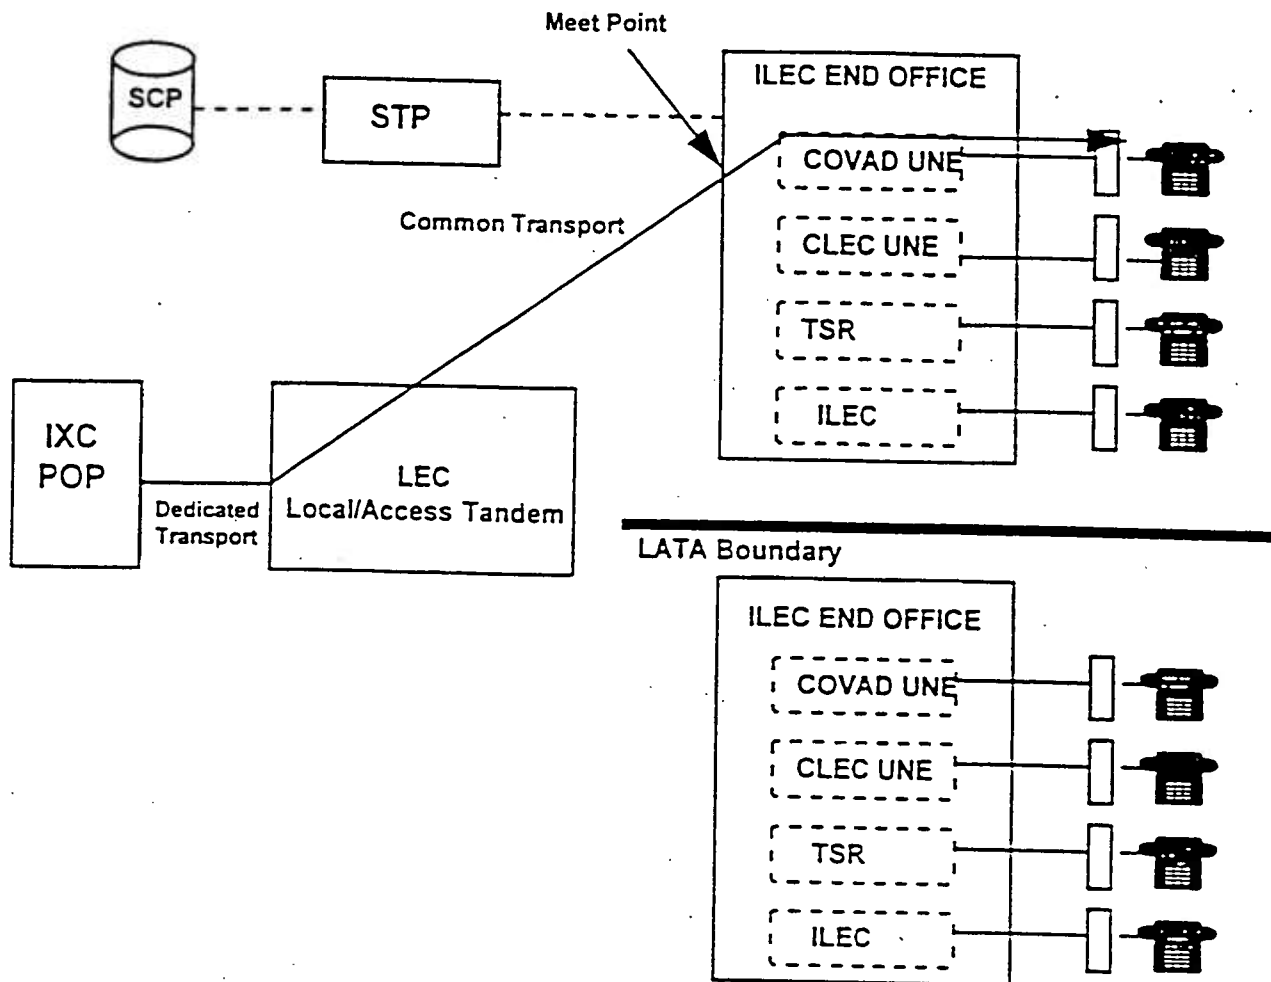 Meet Point
SCP
STP
ILEC END OFFICE
COVAD UNE
CLEC UNE
TSR
ILEC
Common Transport
IXC
POP
Dedicated
Transport
LEC
Local/Access Tandem
LATA Boundary
ILEC END OFFICE
COVAD UNE
CLEC UNE
TSR
ILEC